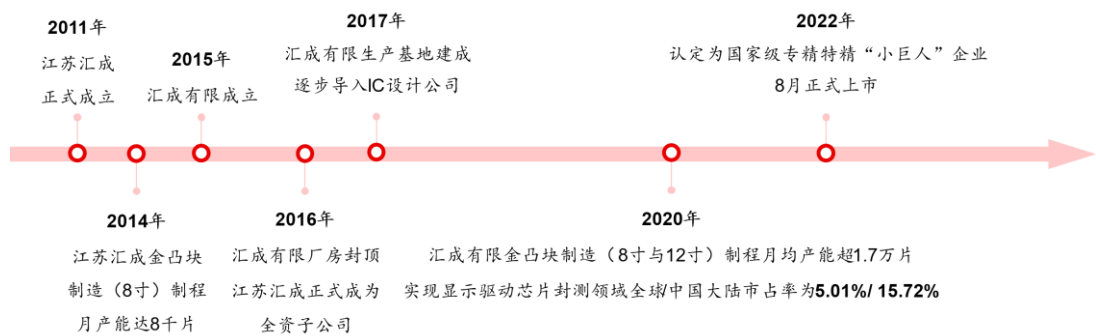 2011年
江苏汇成
正式成立
2015年
汇成有限成立
2017年
汇成有限生产基地建成
逐步导入IC设计公司
2022年
认定为国家级专精特精“小巨人”企业
8月正式上市
2014年
江苏汇成金凸块
制造（8寸）制程
月产能达8千片
2016年
汇成有限厂房封顶
江苏汇成正式成为
全资子公司
2020年
汇成有限金凸块制造（8寸与12寸）制程月均产能超1.7万片
实现显示驱动芯片封测领域全球/中国大陆市占率为5.01%/ 15.72%